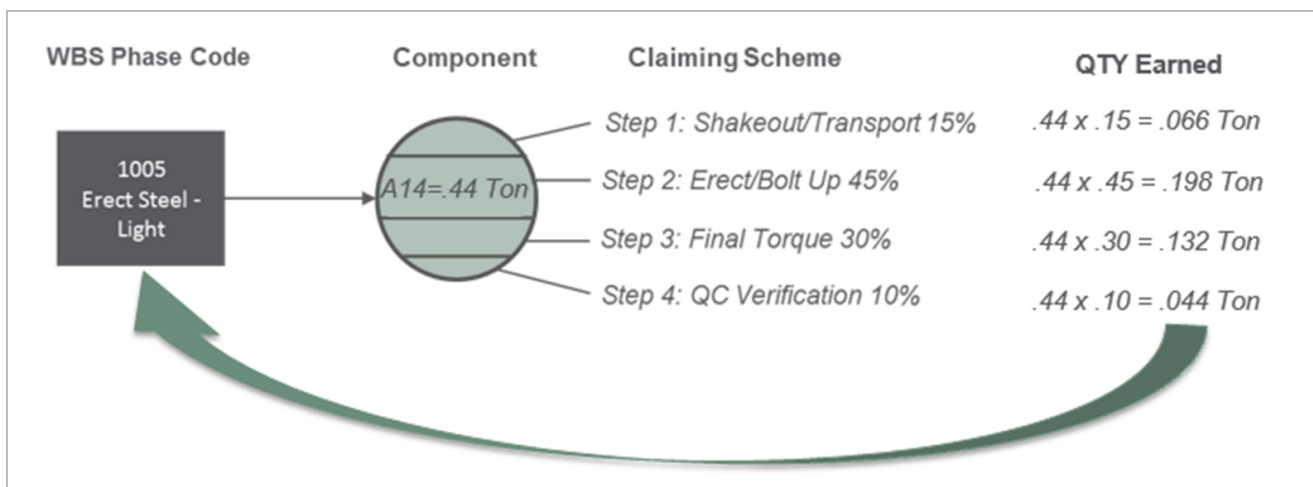 WBS Phase Code
Component
Claiming Scheme
QTY Earned
1005
Erect Steel -
Light
A14=.44 Ton
Step 1: Shakeout/Transport 15%
.44 x .15 = .066 Ton
Step 2: Erect/Bolt Up 45%
.44 x .45 = .198 Ton
Step 3: Final Torque 30%
.44 x .30 = .132 Ton
Step 4: QC Verification 10%
.44 x .10 = .044 Ton